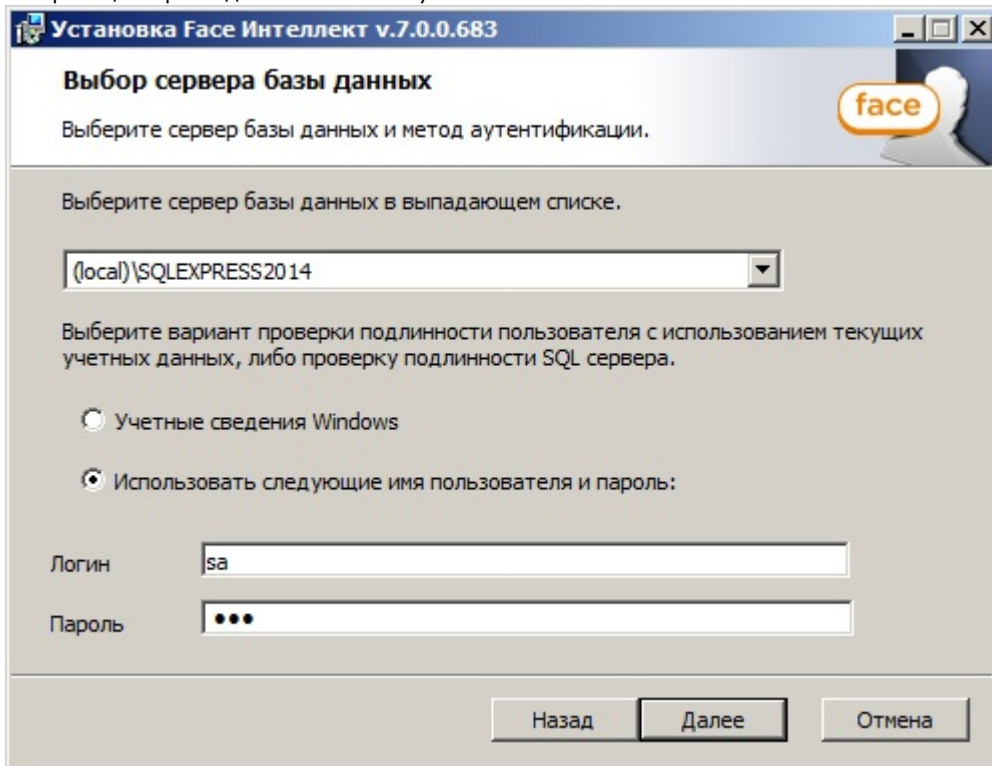 Установка Face Интеллект v.7.0.0.683
Выбор сервера базы данных
Выберите сервер базы данных и метод аутентификации.
face
Выберите сервер базы данных в выпадающем списке.
(local)\SQLEXPRESS2014
Выберите вариант проверки подлинности пользователя с использованием текущих
учетных данных, либо проверку подлинности SQL сервера.
Учетные сведения Windows
Использовать следующие имя пользователя и пароль:
Логин
sa
Пароль
•••
Назад
Далее
Отмена